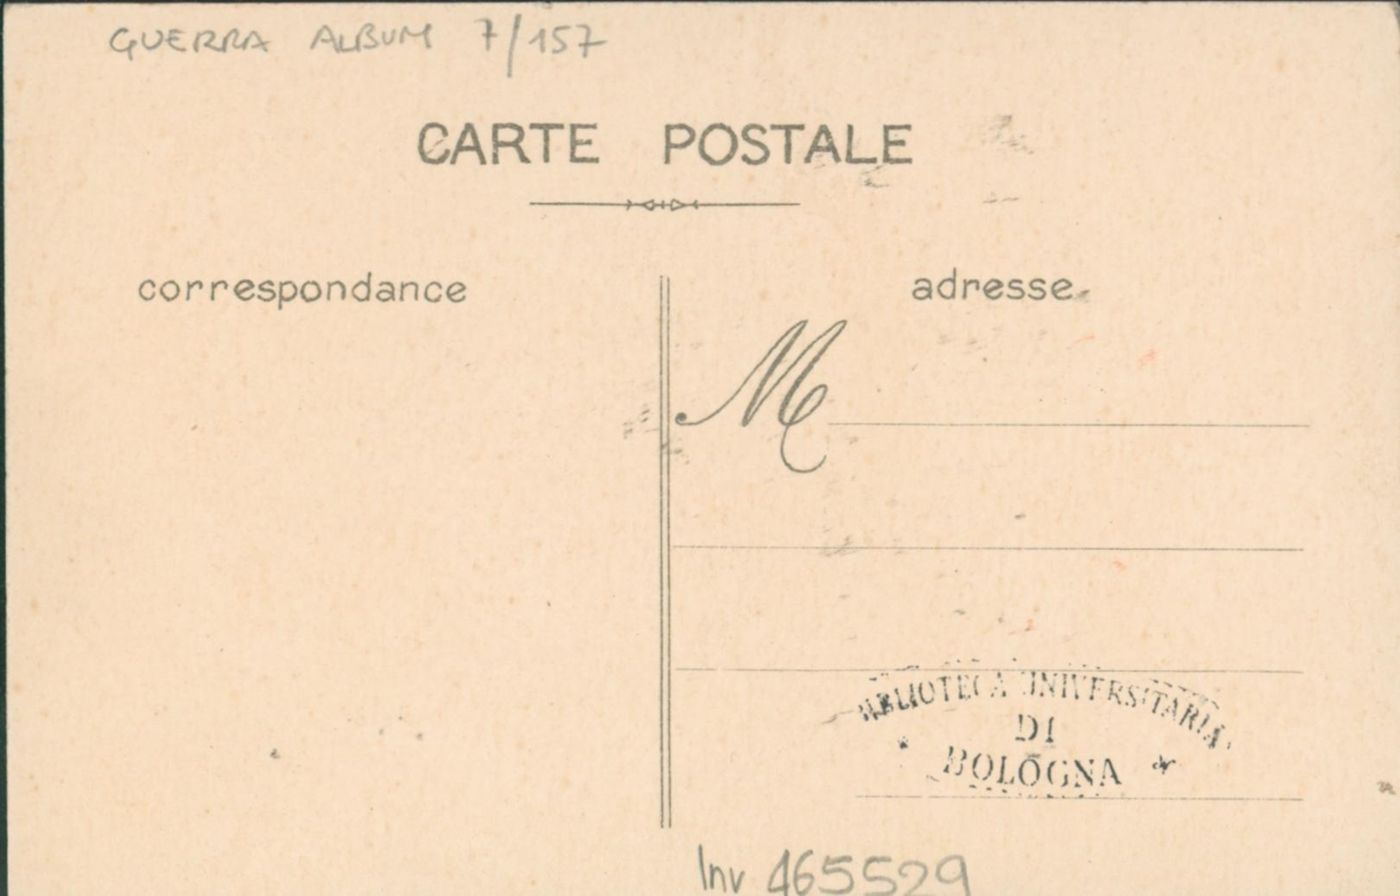 GUERRA ALBUM 7/157
CARTE POSTALE
correspondance
adresse
M
BIBLIOTECA UNIVERSITARIA
DI
BOLOGNA
Inv 465529